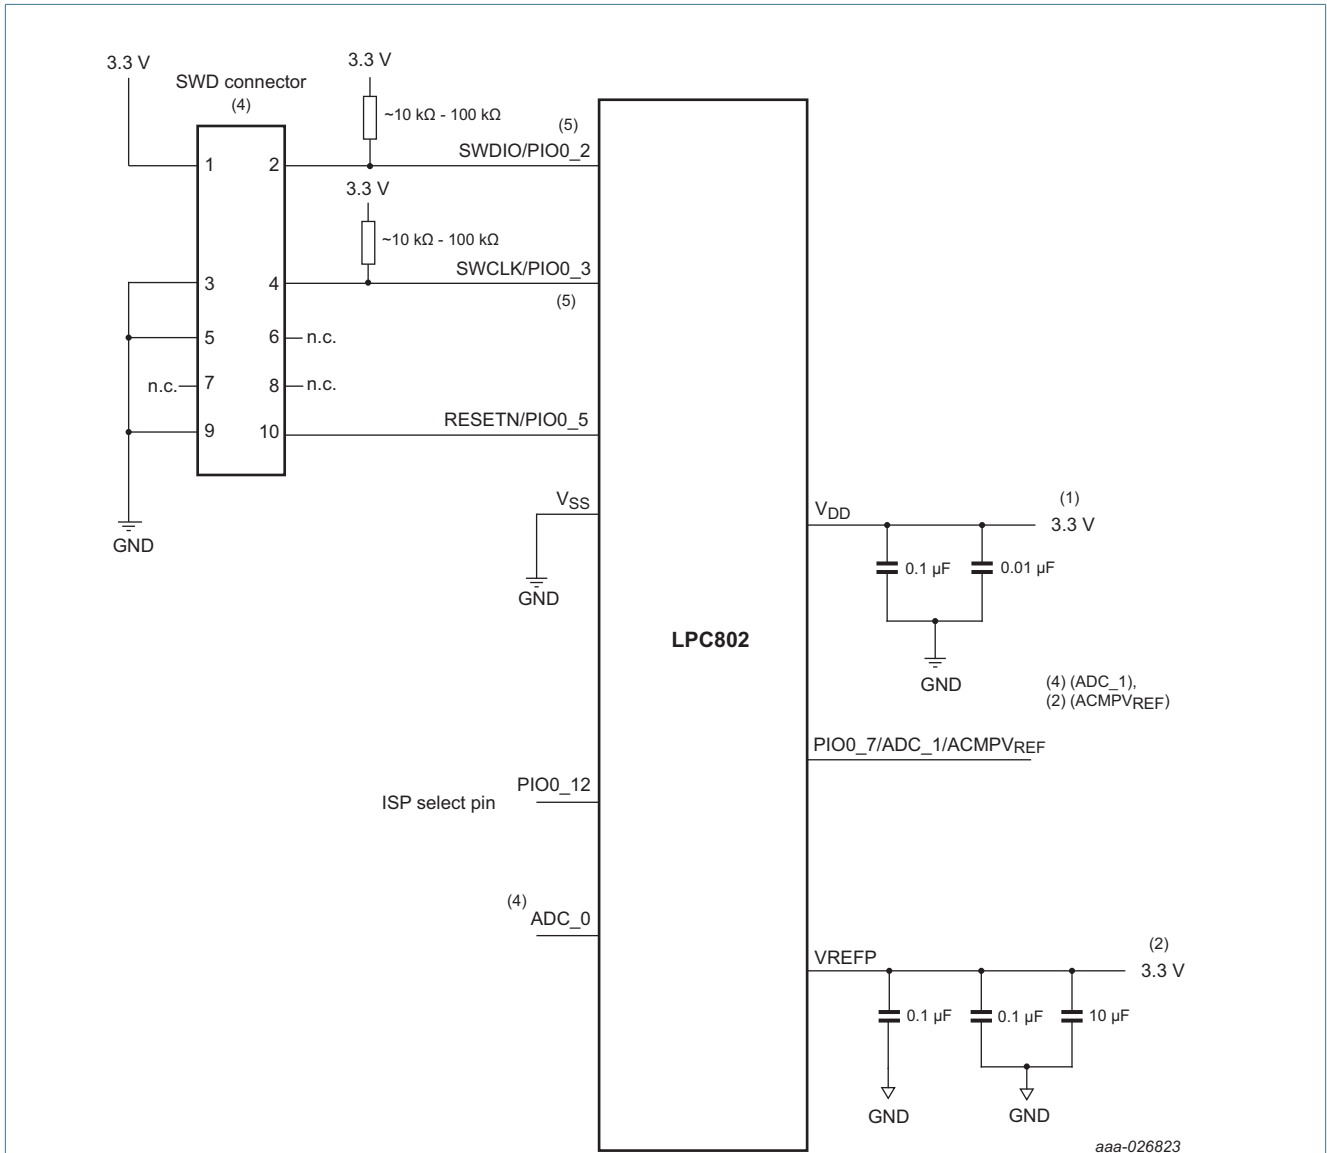 3.3 V
SWD connector
(4)
3.3 V
~10 kΩ - 100 kΩ
(5)
SWDIO/PIO0_2
1
2
3.3 V
~10 kΩ - 100 kΩ
SWCLK/PIO0_3
(5)
3
4
5
6
n.c.
n.c.
7
8
n.c.
RESETN/PIO0_5
9
10
GND
VSS
GND
VDD
(1)
3.3 V
0.1 µF
0.01 µF
GND
LPC802
(4) (ADC_1),
(2) (ACMPVREF)
PIO0_7/ADC_1/ACMPVREF
PIO0_12
ISP select pin
(4)
ADC_0
VREFP
(2)
3.3 V
0.1 µF
0.1 µF
10 µF
GND
GND
aaa-026823